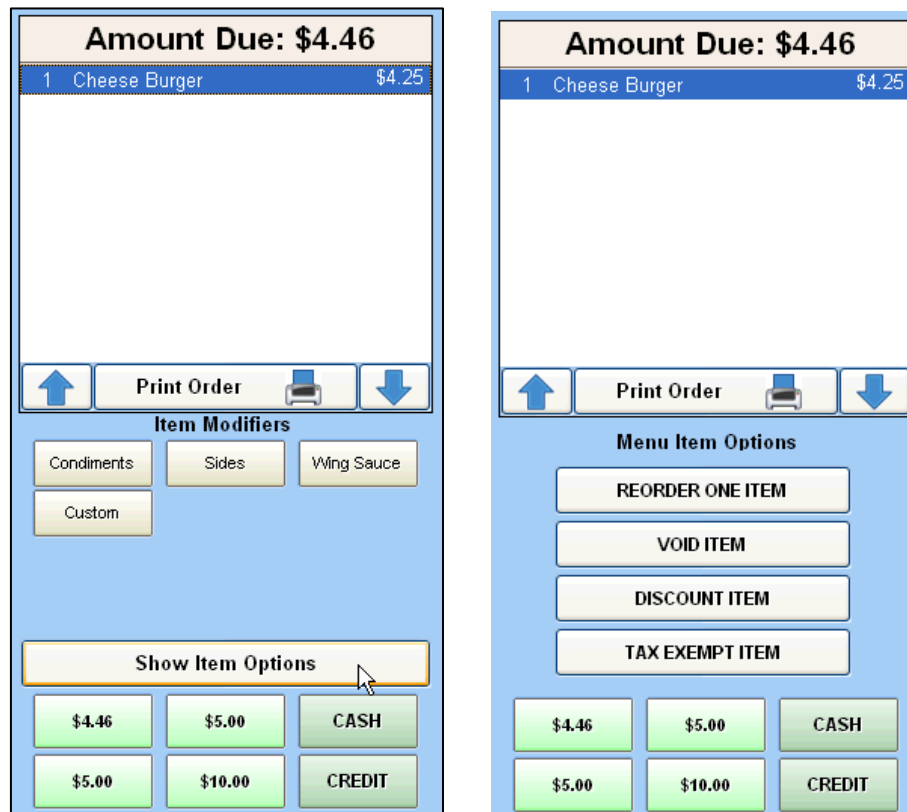 Amount Due: $4.46
1 Cheese Burger $4.25
Print Order
Item Modifiers
Condiments Sides Wing Sauce
Custom
Show Item Options
$4.46 $5.00 CASH
$5.00 $10.00 CREDIT
Amount Due: $4.46
1 Cheese Burger $4.25
Print Order
Menu Item Options
REORDER ONE ITEM
VOID ITEM
DISCOUNT ITEM
TAX EXEMPT ITEM
$4.46 $5.00 CASH
$5.00 $10.00 CREDIT